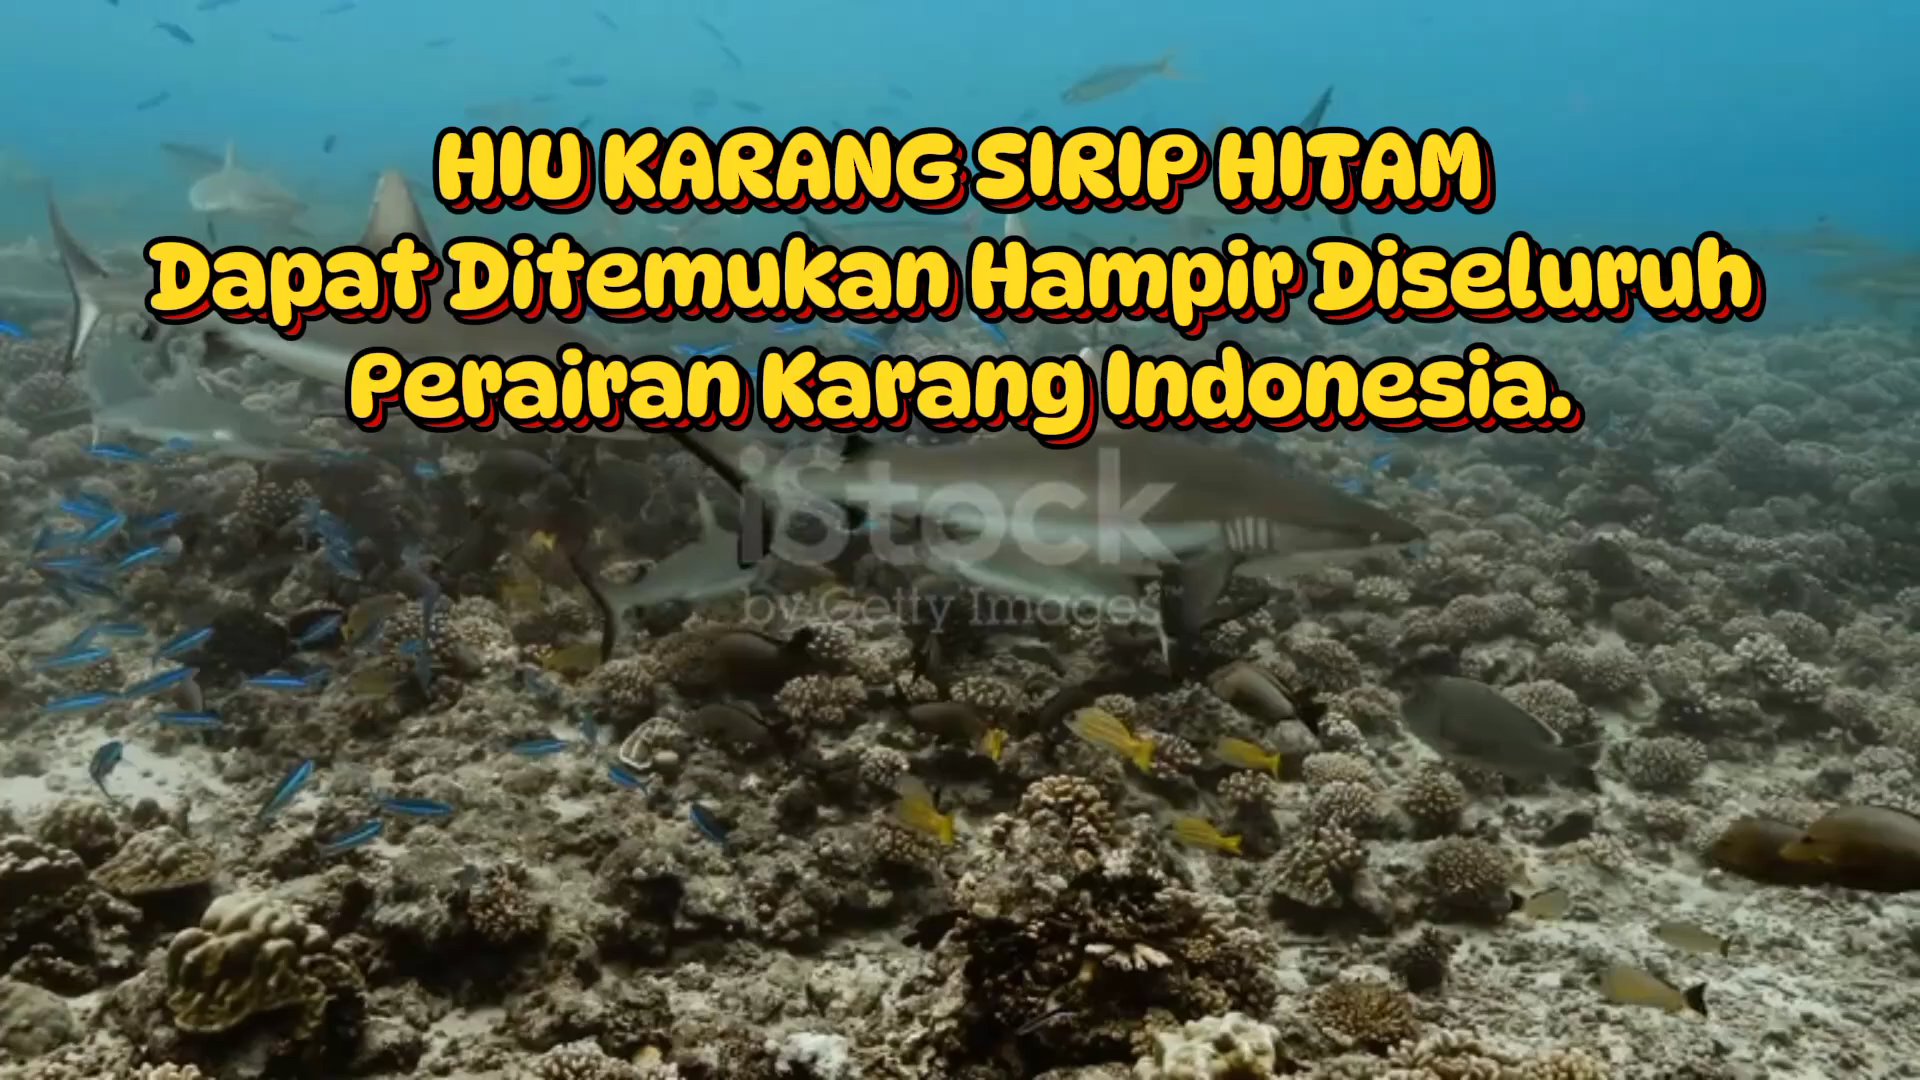 HIU KARANG SIRIP HITAM
Dapat Ditemukan Hampir Diseluruh
Perairan Karang Indonesia.
iStock
by Getty Images